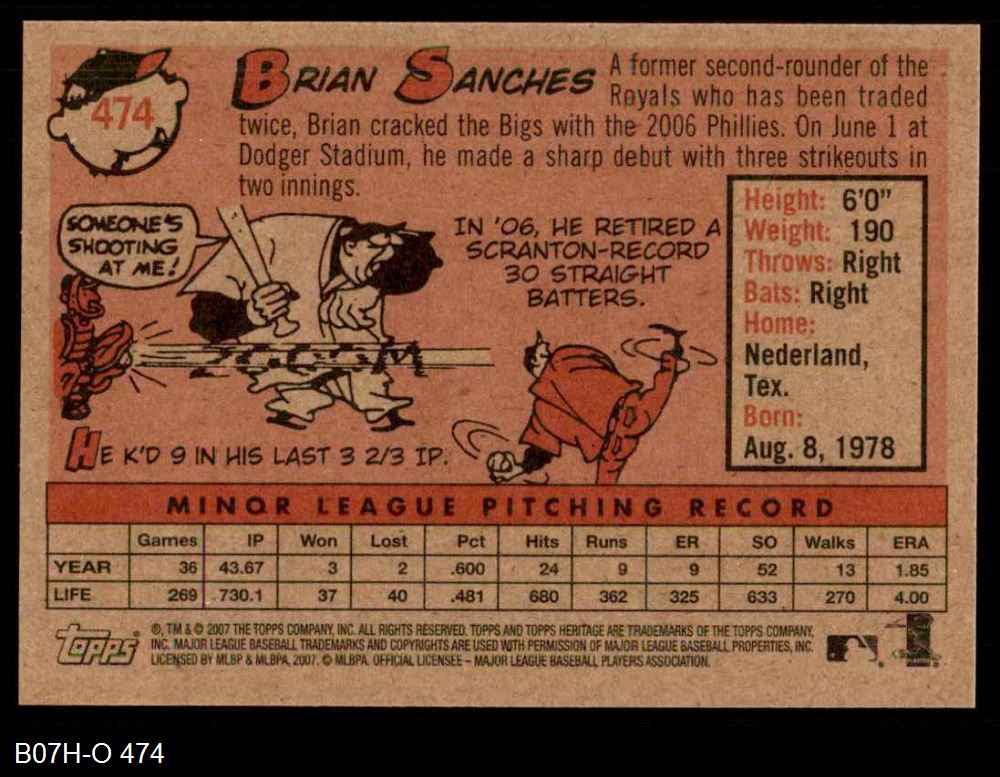 474
BRIAN SANCHES
A former second-rounder of the
Royals who has been traded
twice, Brian cracked the Bigs with the 2006 Phillies. On June 1 at
Dodger Stadium, he made a sharp debut with three strikeouts in
two innings.
SOMEONE'S
SHOOTING
AT ME!
IN '06, HE RETIRED A
SCRANTON-RECORD
30 STRAIGHT
BATTERS.
Height: 6'0"
Weight: 190
Throws: Right
Bats: Right
Home:
Nederland,
Tex.
Born:
Aug. 8, 1978
ZOOOM
HE K'D 9 IN HIS LAST 3 2/3 IP.
MINOR LEAGUE PITCHING RECORD
Games IP Won Lost Pct Hits Runs ER SO Walks ERA
YEAR 36 43.67 3 2 .600 24 9 9 52 13 1.85
LIFE 269 730.1 37 40 .481 680 362 325 633 270 4.00
Topps
®, TM & © 2007 THE TOPPS COMPANY, INC. ALL RIGHTS RESERVED. TOPPS AND TOPPS HERITAGE ARE TRADEMARKS OF THE TOPPS COMPANY,
INC. MAJOR LEAGUE BASEBALL TRADEMARKS AND COPYRIGHTS ARE USED WITH PERMISSION OF MAJOR LEAGUE BASEBALL PROPERTIES, INC.
LICENSED BY MLBP & MLBPA, 2007. © MLBPA. OFFICIAL LICENSEE – MAJOR LEAGUE BASEBALL PLAYERS ASSOCIATION.
B07H-O 474